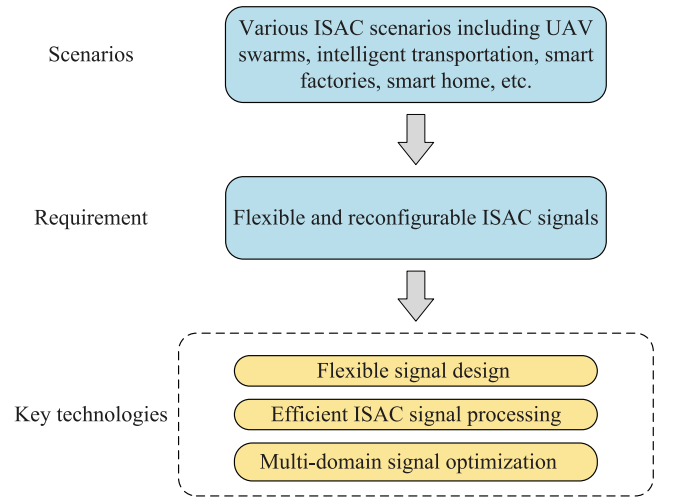 Scenarios
Various ISAC scenarios including UAV
swarms, intelligent transportation, smart
factories, smart home, etc.
Requirement
Flexible and reconfigurable ISAC signals
Key technologies
Flexible signal design
Efficient ISAC signal processing
Multi-domain signal optimization